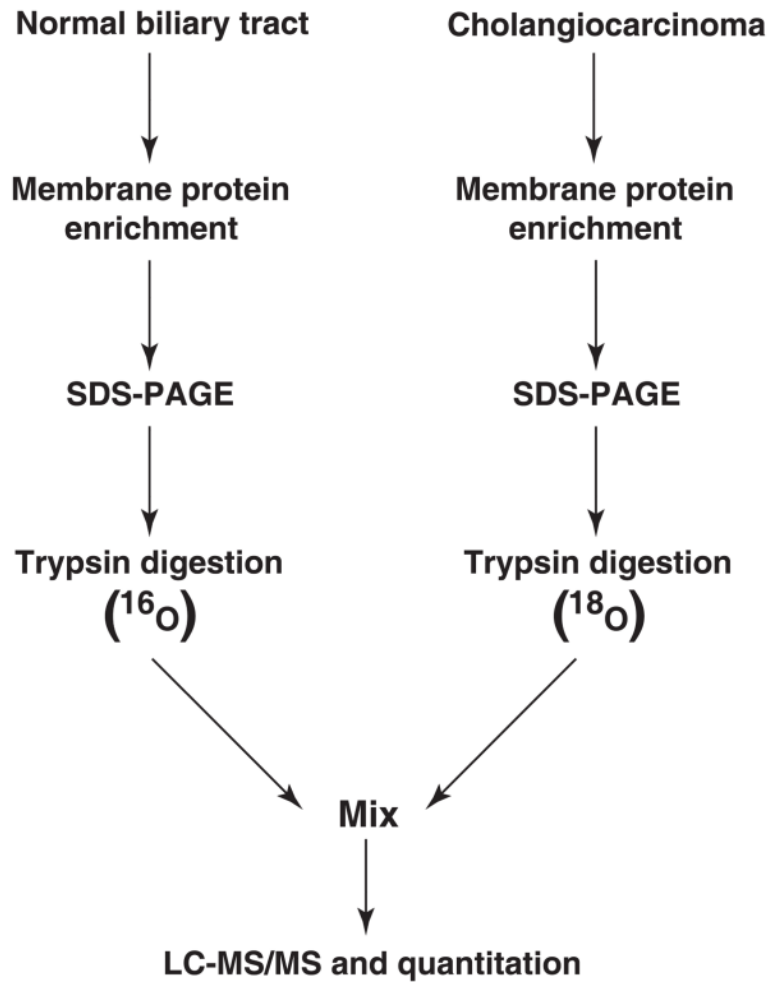 Normal biliary tract
Cholangiocarcinoma
Membrane protein
enrichment
Membrane protein
enrichment
SDS-PAGE
SDS-PAGE
Trypsin digestion
(¹⁶O)
Trypsin digestion
(¹⁸O)
Mix
LC-MS/MS and quantitation